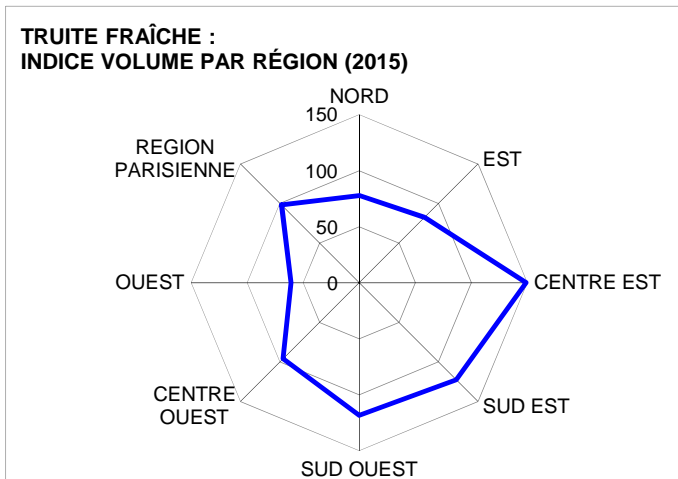 TRUITE FRAÎCHE :
INDICE VOLUME PAR RÉGION (2015)
NORD
150
REGION
PARISIENNE
EST
100
50
OUEST
0
CENTRE EST
CENTRE
OUEST
SUD EST
SUD OUEST